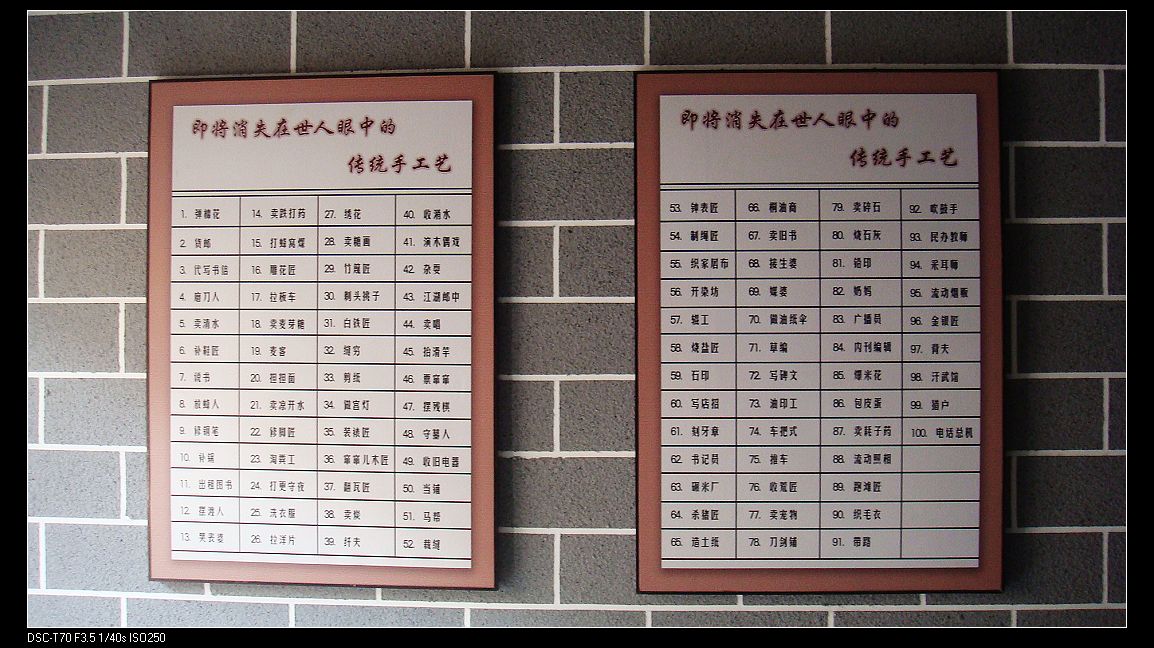 即将消失在世人眼中的
传统手工艺
1. 弹棉花
2. 货郎
3. 代写书信
4. 磨刀人
5. 卖清水
6. 补鞋匠
7. 说书
8. 放蜂人
9. 修钢笔
10. 补锅
11. 出租图书
12. 摆渡人
13. 哭丧婆
14. 卖跌打药
15. 打蜂窝煤
16. 雕花匠
17. 拉板车
18. 卖麦芽糖
19. 麦客
20. 担担面
21. 卖凉开水
22. 修脚匠
23. 淘粪工
24. 打更守夜
25. 洗衣服
26. 拉洋片
27. 绣花
28. 卖糖画
29. 竹篾匠
30. 剃头挑子
31. 白铁匠
32. 缝穷
33. 剪纸
34. 做宫灯
35. 装裱匠
36. 窜窜儿木匠
37. 翻瓦匠
38. 卖炭
39. 纤夫
40. 收潲水
41. 演木偶戏
42. 杂耍
43. 江湖郎中
44. 卖唱
45. 抬滑竿
46. 票窜窜
47. 摆残棋
48. 守墓人
49. 收旧电器
50. 当铺
51. 马帮
52. 裁缝
即将消失在世人眼中的
传统手工艺
53. 钟表匠
54. 制绳匠
55. 织家居布
56. 开染坊
57. 辊工
58. 烧盐匠
59. 石印
60. 写店招
61. 刻牙章
62. 书记员
63. 碾米厂
64. 杀猪匠
65. 造土纸
66. 桐油商
67. 卖旧书
68. 接生婆
69. 媒婆
70. 做油纸伞
71. 草编
72. 写碑文
73. 油印工
74. 车把式
75. 推车
76. 收荒匠
77. 卖宠物
78. 刀剑铺
79. 卖碎石
80. 烧石灰
81. 铅印
82. 奶妈
83. 广播员
84. 内刊编辑
85. 爆米花
86. 包皮蛋
87. 卖耗子药
88. 流动照相
89. 跑滩匠
90. 织毛衣
91. 带路
92. 吹鼓手
93. 民办教师
94. 采耳师
95. 流动烟贩
96. 金银匠
97. 背夫
98. 开武馆
99. 猎户
100. 电话总机
DSC-T70 F3.5 1/40s ISO250